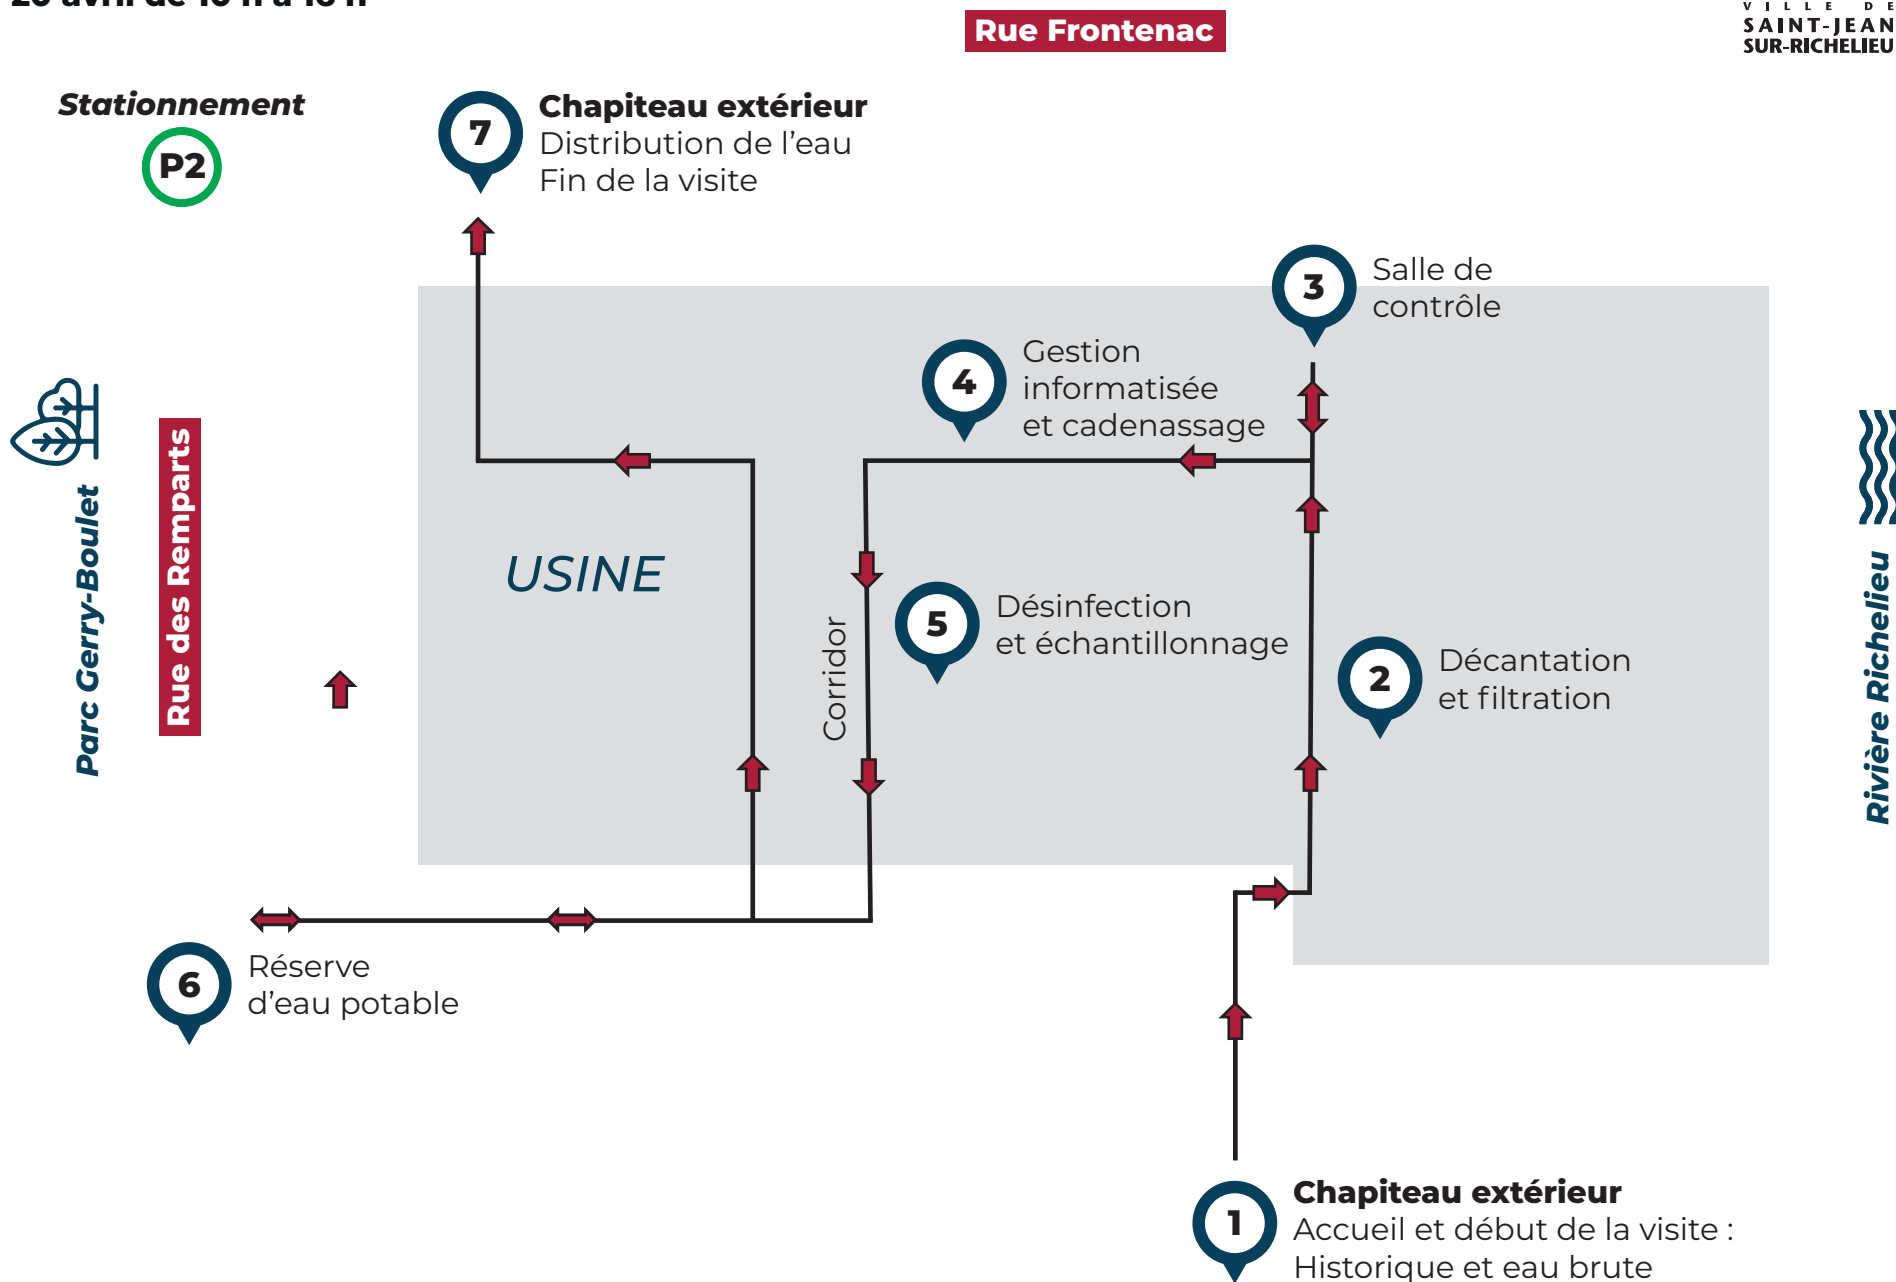 Rue Frontenac
VILLE DE
SAINT-JEAN
SUR-RICHELIEU
Stationnement
P2
7
Chapiteau extérieur
Distribution de l'eau
Fin de la visite
3
Salle de
contrôle
4
Gestion
informatisée
et cadenassage
Parc Gerry-Boulet
Rue des Remparts
USINE
Corridor
5
Désinfection
et échantillonnage
2
Décantation
et filtration
Rivière Richelieu
6
Réserve
d'eau potable
1
Chapiteau extérieur
Accueil et début de la visite :
Historique et eau brute